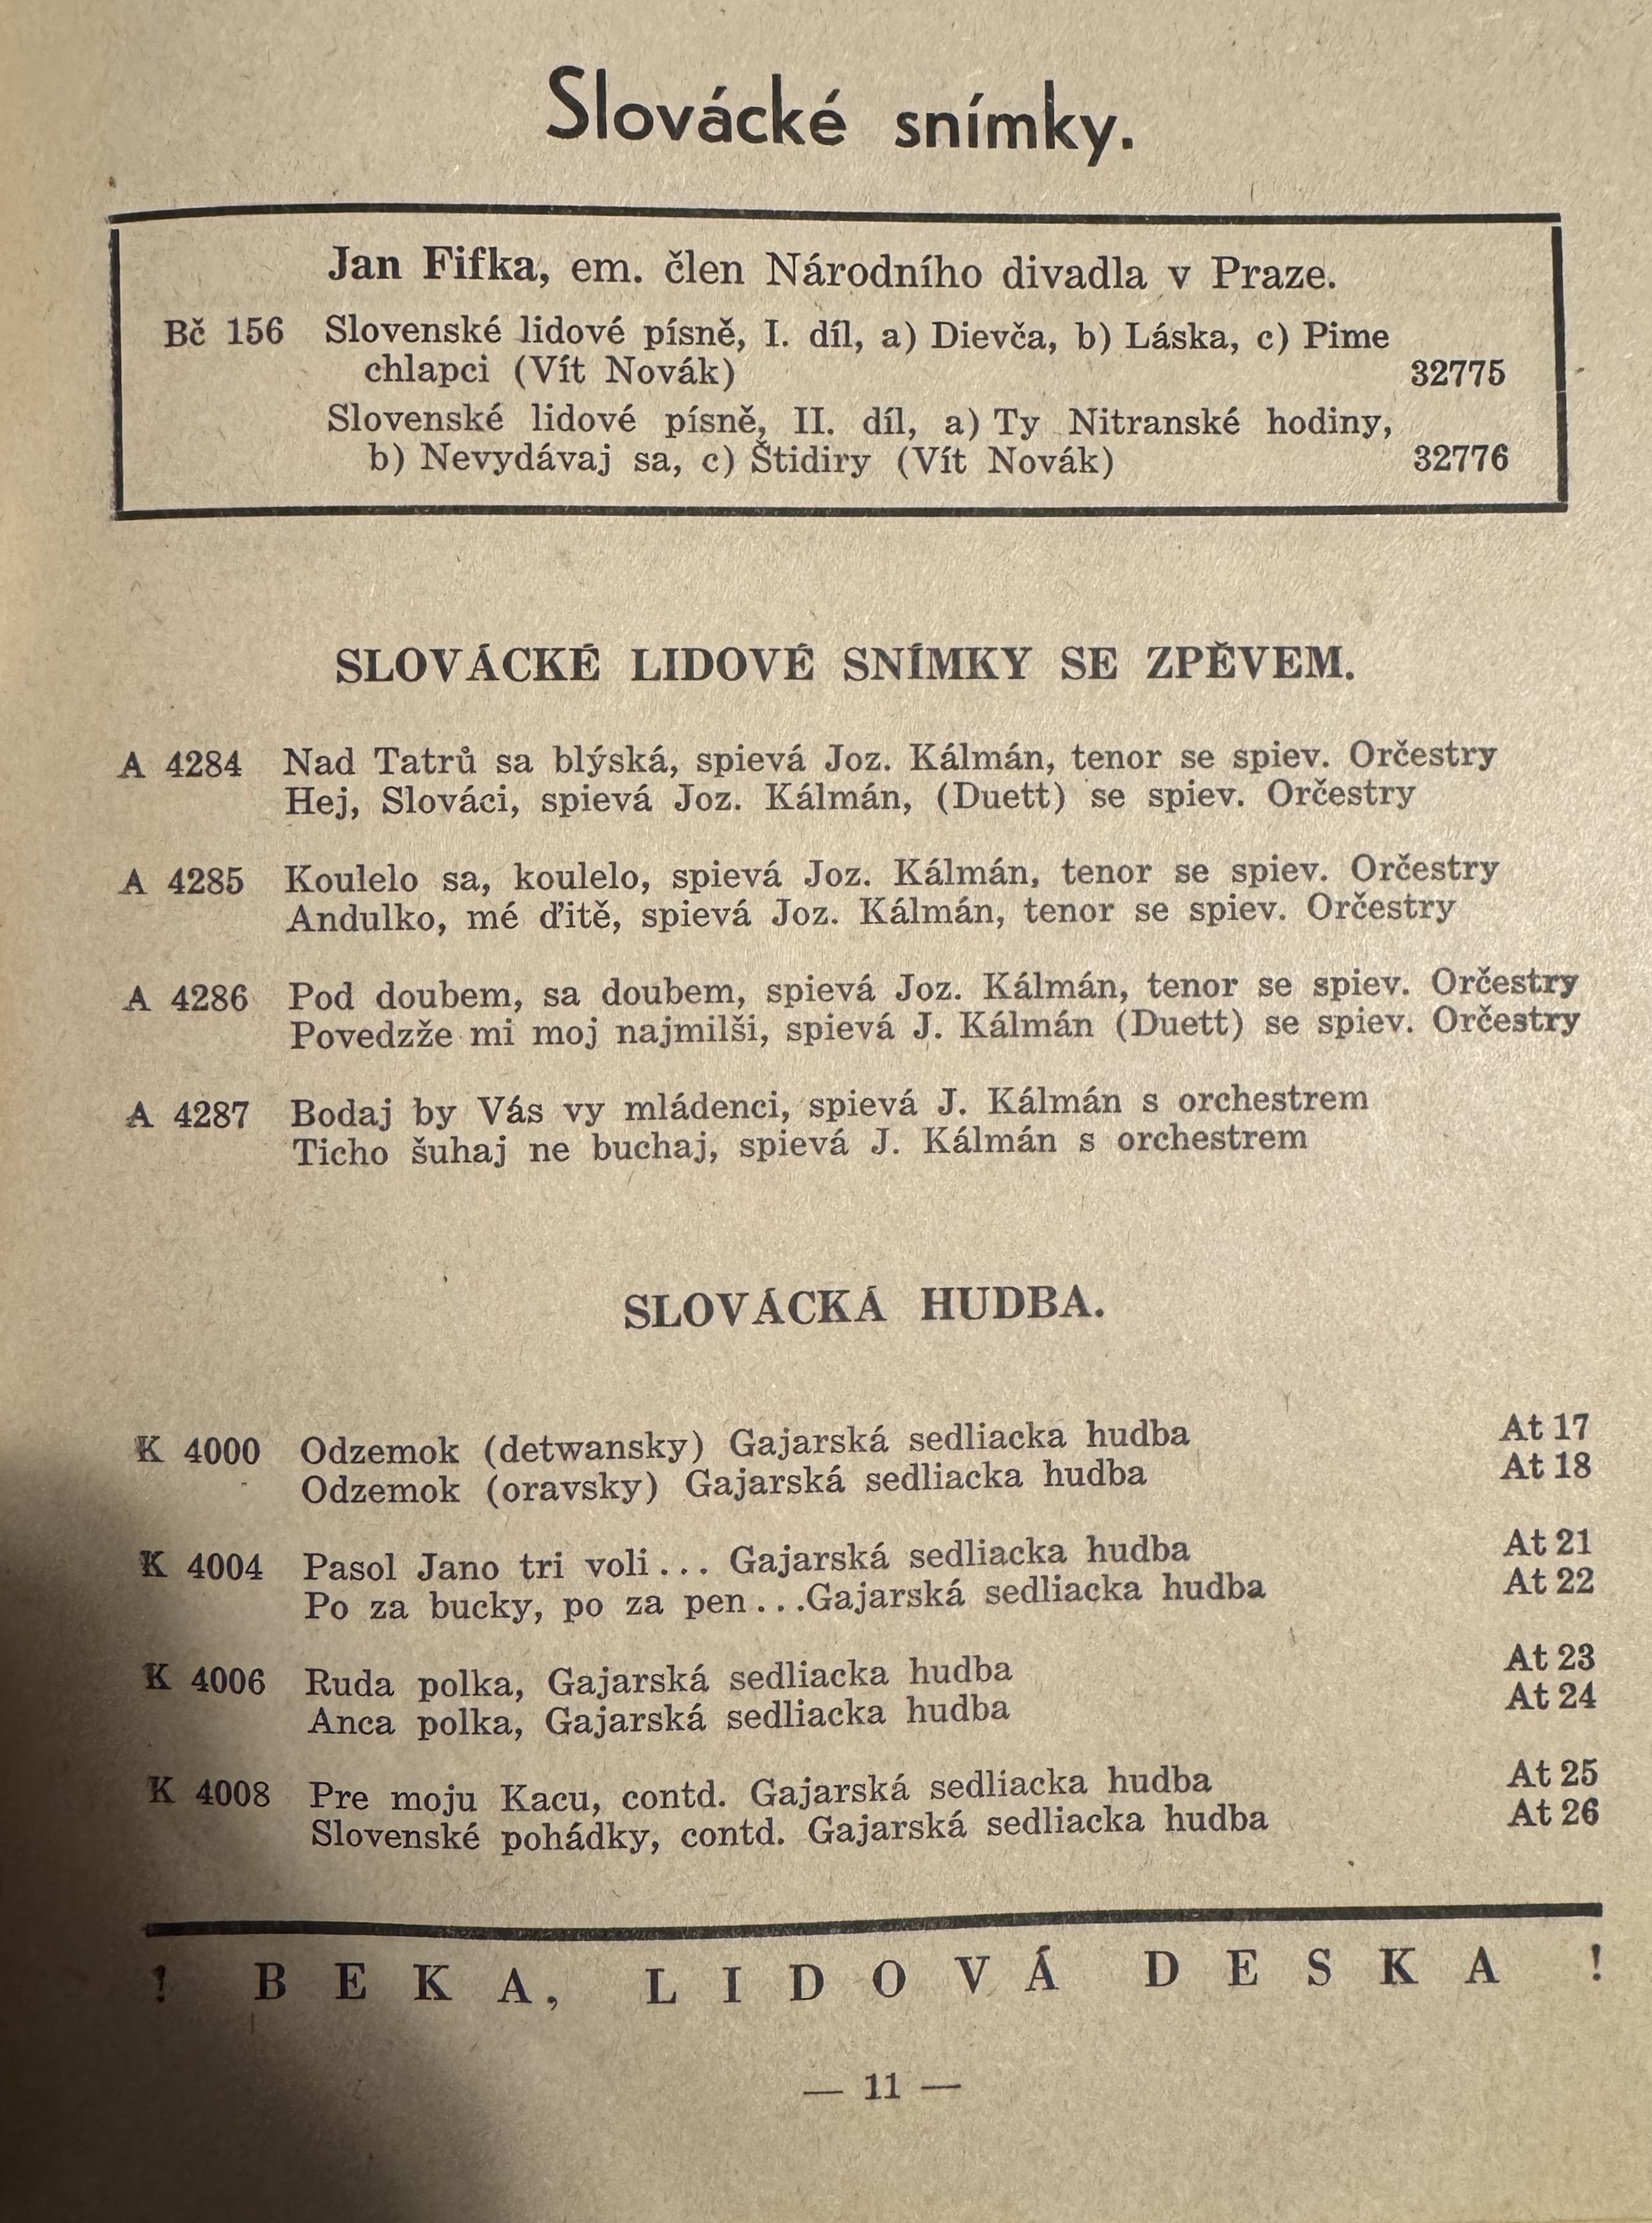 Slovácké snímky.
Jan Fifka, em. člen Národního divadla v Praze.
Bč 156 Slovenské lidové písně, I. díl, a) Dievča, b) Láska, c) Pime
chlapci (Vít Novák) 32775
Slovenské lidové písně, II. díl, a) Ty Nitranské hodiny,
b) Nevydávaj sa, c) Štidiry (Vít Novák) 32776
SLOVÁCKÉ LIDOVÉ SNÍMKY SE ZPĚVEM.
A 4284 Nad Tatrů sa blýská, spievá Joz. Kálmán, tenor se spiev. Orčestry
Hej, Slováci, spievá Joz. Kálmán, (Duett) se spiev. Orčestry
A 4285 Koulelo sa, koulelo, spievá Joz. Kálmán, tenor se spiev. Orčestry
Andulko, mé ďitě, spievá Joz. Kálmán, tenor se spiev. Orčestry
A 4286 Pod doubem, sa doubem, spievá Joz. Kálmán, tenor se spiev. Orčestry
Povedzže mi moj najmilši, spievá J. Kálmán (Duett) se spiev. Orčestry
A 4287 Bodaj by Vás vy mládenci, spievá J. Kálmán s orchestrem
Ticho šuhaj ne buchaj, spievá J. Kálmán s orchestrem
SLOVÁCKÁ HUDBA.
K 4000 Odzemok (detwansky) Gajarská sedliacka hudba At 17
Odzemok (oravsky) Gajarská sedliacka hudba At 18
K 4004 Pasol Jano tri voli... Gajarská sedliacka hudba At 21
Po za bucky, po za pen...Gajarská sedliacka hudba At 22
K 4006 Ruda polka, Gajarská sedliacka hudba At 23
Anca polka, Gajarská sedliacka hudba At 24
K 4008 Pre moju Kacu, contd. Gajarská sedliacka hudba At 25
Slovenské pohádky, contd. Gajarská sedliacka hudba At 26
! BEKA, LIDOVÁ DESKA !
— 11 —